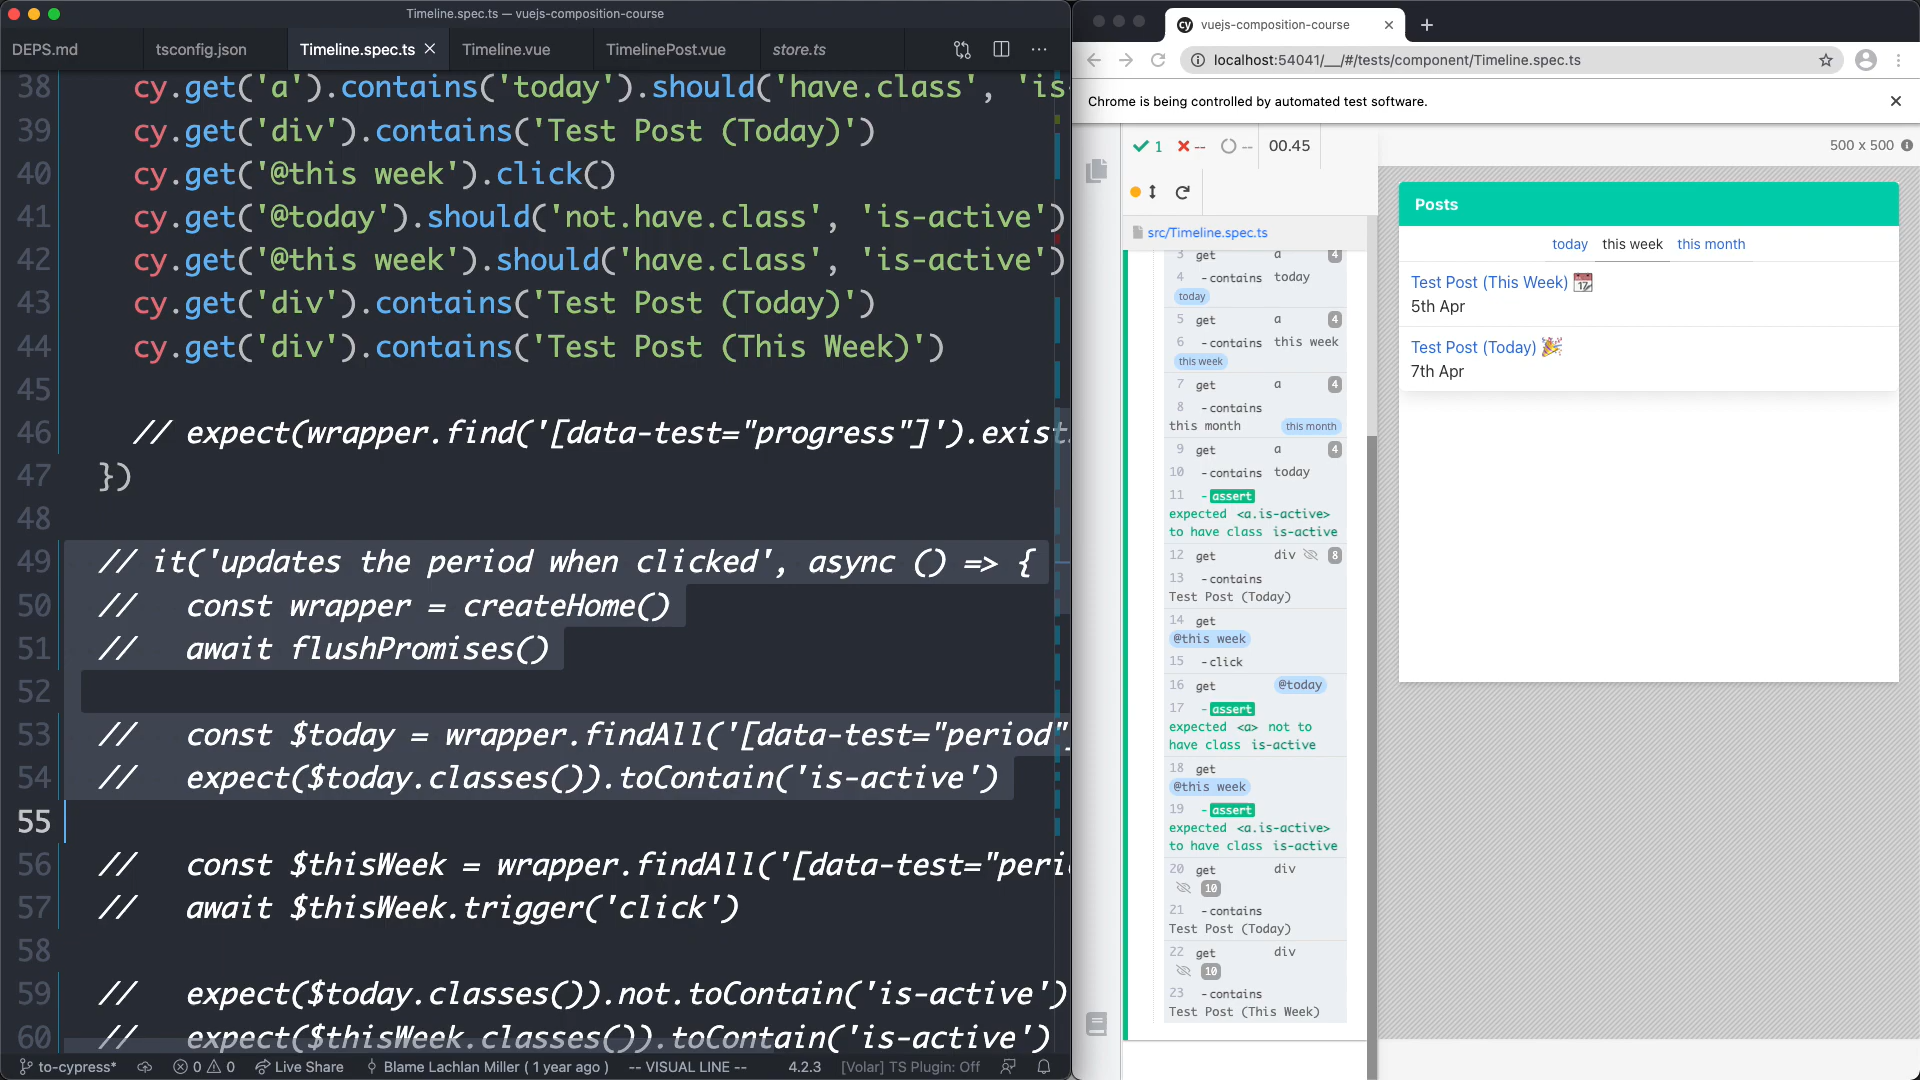 Timeline.spec.ts — vuejs-composition-course
DEPS.md
tsconfig.json
Timeline.spec.ts
Timeline.vue
TimelinePost.vue
store.ts
38 cy.get('a').contains('today').should('have.class', 'is-
39 cy.get('div').contains('Test Post (Today)')
40 cy.get('@this week').click()
41 cy.get('@today').should('not.have.class', 'is-active')
42 cy.get('@this week').should('have.class', 'is-active')
43 cy.get('div').contains('Test Post (Today)')
44 cy.get('div').contains('Test Post (This Week)')
45
46 // expect(wrapper.find('[data-test="progress"]').exist
47 })
48
49 // it('updates the period when clicked', async () => {
50 //   const wrapper = createHome()
51 //   await flushPromises()
52
53 //   const $today = wrapper.findAll('[data-test="period"]
54 //   expect($today.classes()).toContain('is-active')
55
56 //   const $thisWeek = wrapper.findAll('[data-test="peri
57 //   await $thisWeek.trigger('click')
58
59 //   expect($today.classes()).not.toContain('is-active')
60 //   expect($thisWeek.classes()).toContain('is-active')
to-cypress* 0 0 Live Share Blame Lachlan Miller ( 1 year ago ) -- VISUAL LINE -- 4.2.3 [Volar] TS Plugin: Off
cy vuejs-composition-course
localhost:54041/__/#/tests/component/Timeline.spec.ts
Chrome is being controlled by automated test software.
1 -- -- 00.45
500 x 500
src/Timeline.spec.ts
3 get a 4
4 -contains today
today
5 get a 4
6 -contains this week
this week
7 get a 4
8 -contains
this month this month
9 get a 4
10 -contains today
11 -assert
expected <a.is-active>
to have class is-active
12 get div 8
13 -contains
Test Post (Today)
14 get
@this week
15 -click
16 get @today
17 -assert
expected <a> not to
have class is-active
18 get
@this week
19 -assert
expected <a.is-active>
to have class is-active
20 get div
10
21 -contains
Test Post (Today)
22 get div
10
23 -contains
Test Post (This Week)
Posts
today this week this month
Test Post (This Week)
5th Apr
Test Post (Today)
7th Apr